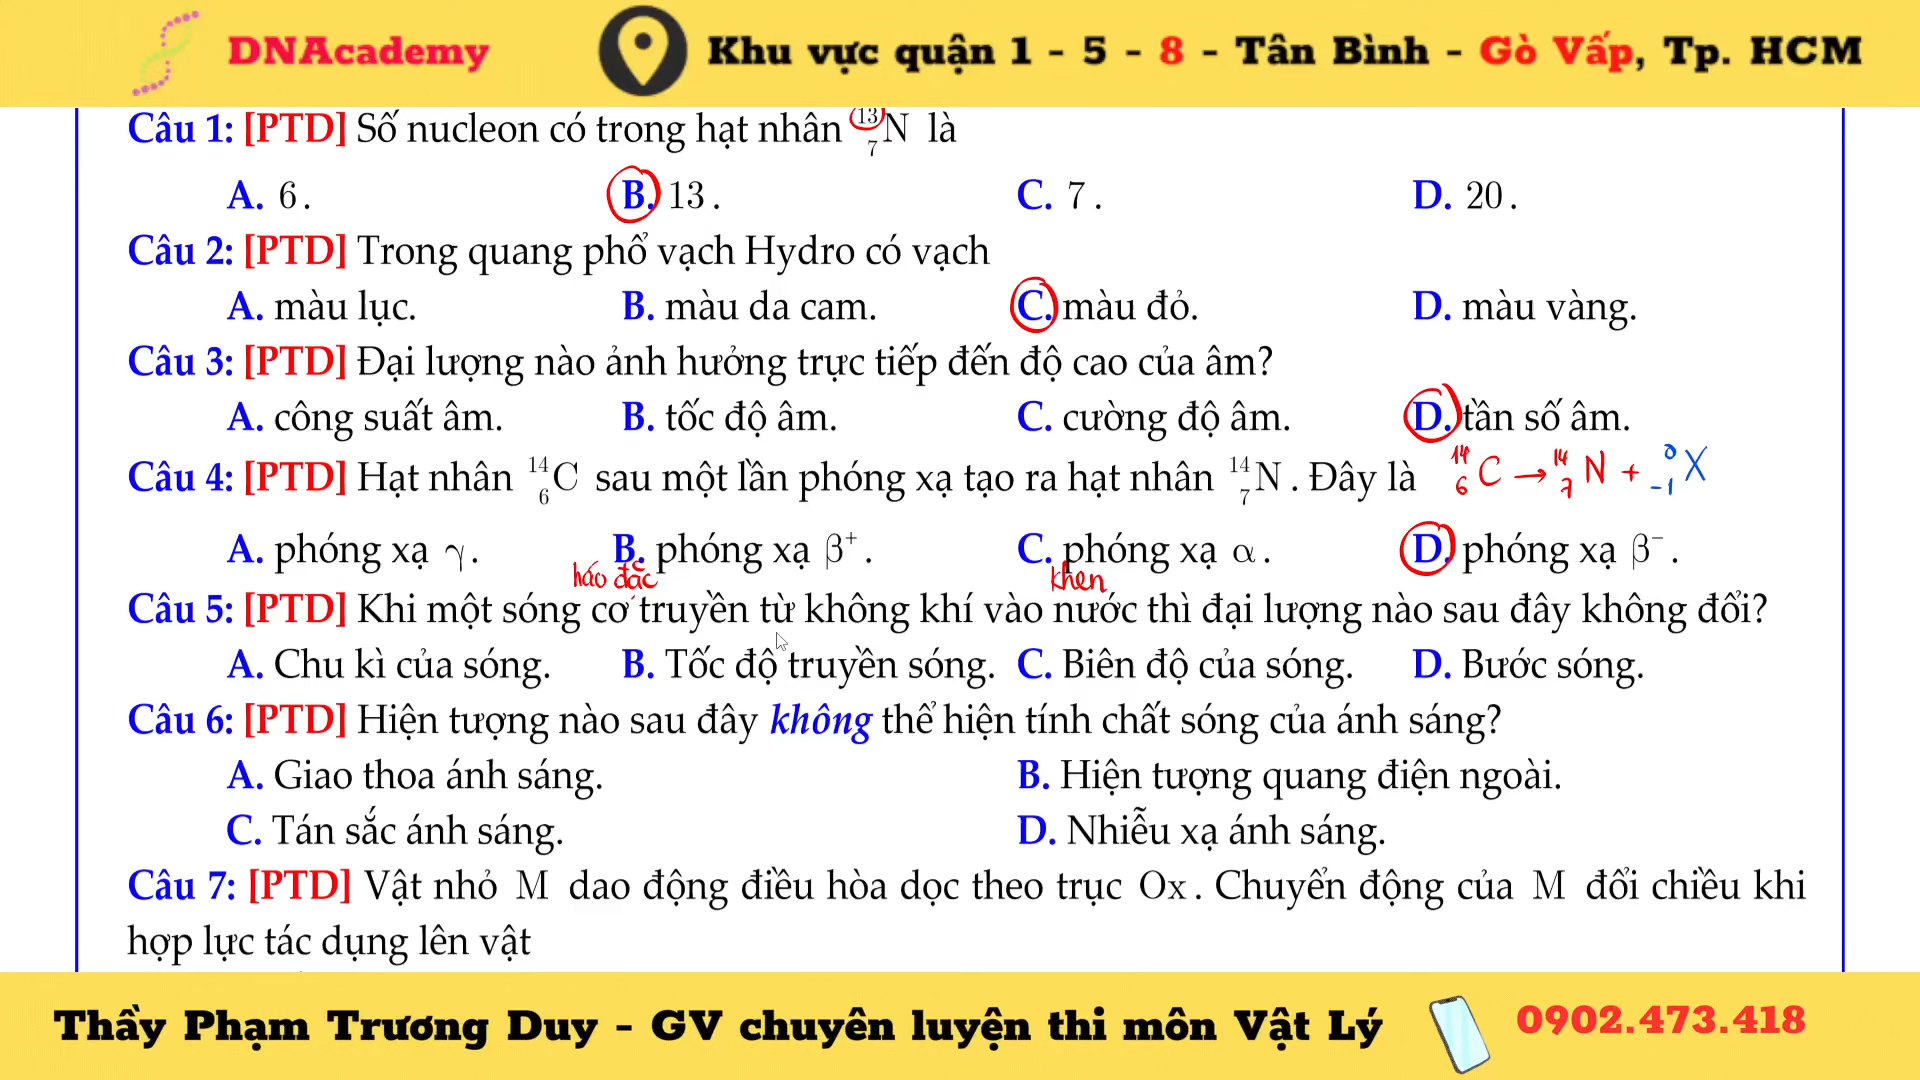 DNAcademy Khu vực quận 1 - 5 - 8 - Tân Bình - Gò Vấp, Tp. HCM
Câu 1: [PTD] Số nucleon có trong hạt nhân ¹³₇N là
A. 6. B. 13. C. 7. D. 20.
Câu 2: [PTD] Trong quang phổ vạch Hydro có vạch
A. màu lục. B. màu da cam. C. màu đỏ. D. màu vàng.
Câu 3: [PTD] Đại lượng nào ảnh hưởng trực tiếp đến độ cao của âm?
A. công suất âm. B. tốc độ âm. C. cường độ âm. D. tần số âm.
Câu 4: [PTD] Hạt nhân ¹⁴₆C sau một lần phóng xạ tạo ra hạt nhân ¹⁴₇N. Đây là ¹⁴₆C → ¹⁴₇N + ⁰₋₁X
A. phóng xạ γ. B. phóng xạ β⁺. C. phóng xạ α. D. phóng xạ β⁻.
háo đặc khen
Câu 5: [PTD] Khi một sóng cơ truyền từ không khí vào nước thì đại lượng nào sau đây không đổi?
A. Chu kì của sóng. B. Tốc độ truyền sóng. C. Biên độ của sóng. D. Bước sóng.
Câu 6: [PTD] Hiện tượng nào sau đây không thể hiện tính chất sóng của ánh sáng?
A. Giao thoa ánh sáng. B. Hiện tượng quang điện ngoài.
C. Tán sắc ánh sáng. D. Nhiễu xạ ánh sáng.
Câu 7: [PTD] Vật nhỏ M dao động điều hòa dọc theo trục Ox. Chuyển động của M đổi chiều khi
hợp lực tác dụng lên vật
Thầy Phạm Trương Duy - GV chuyên luyện thi môn Vật Lý 0902.473.418